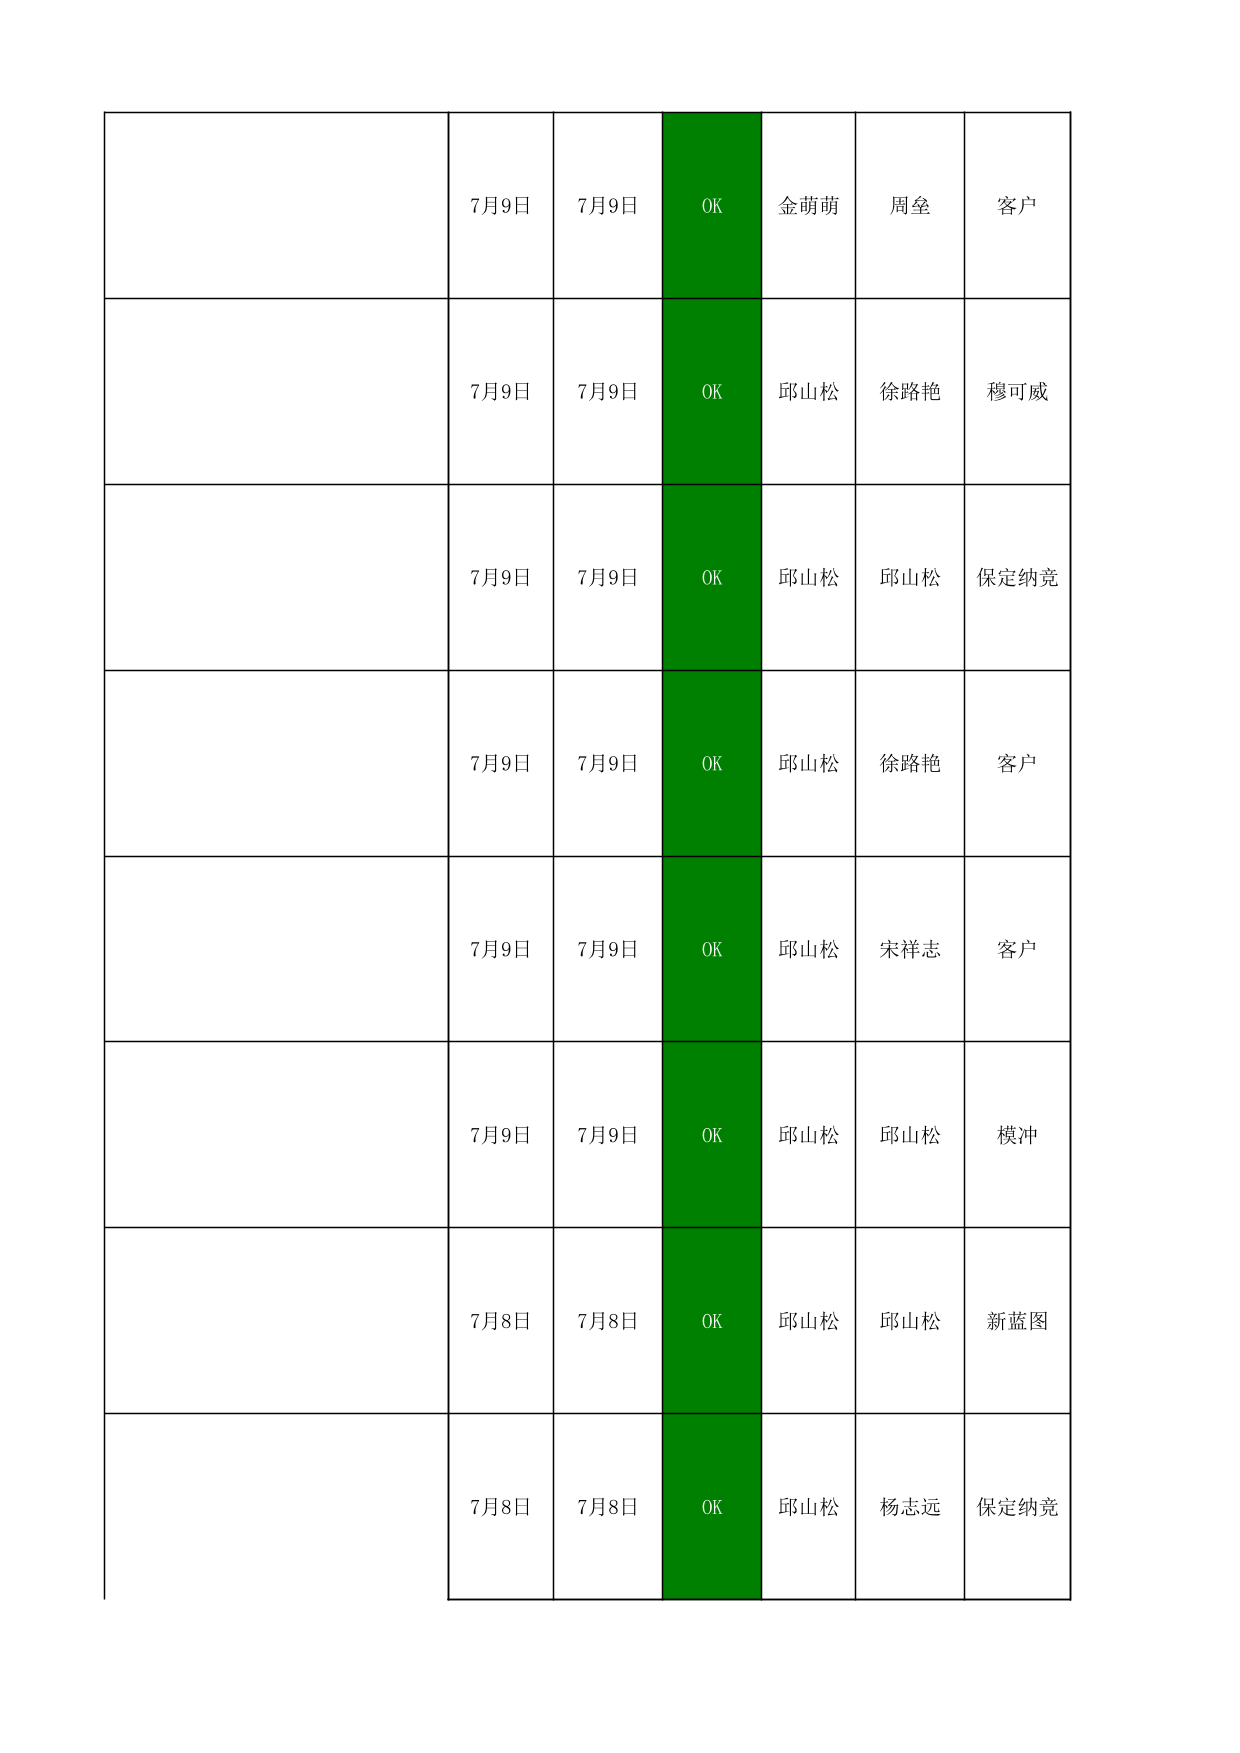 7月9日 7月9日 OK 金萌萌 周垒 客户
7月9日 7月9日 OK 邱山松 徐路艳 穆可威
7月9日 7月9日 OK 邱山松 邱山松 保定纳竞
7月9日 7月9日 OK 邱山松 徐路艳 客户
7月9日 7月9日 OK 邱山松 宋祥志 客户
7月9日 7月9日 OK 邱山松 邱山松 模冲
7月8日 7月8日 OK 邱山松 邱山松 新蓝图
7月8日 7月8日 OK 邱山松 杨志远 保定纳竞